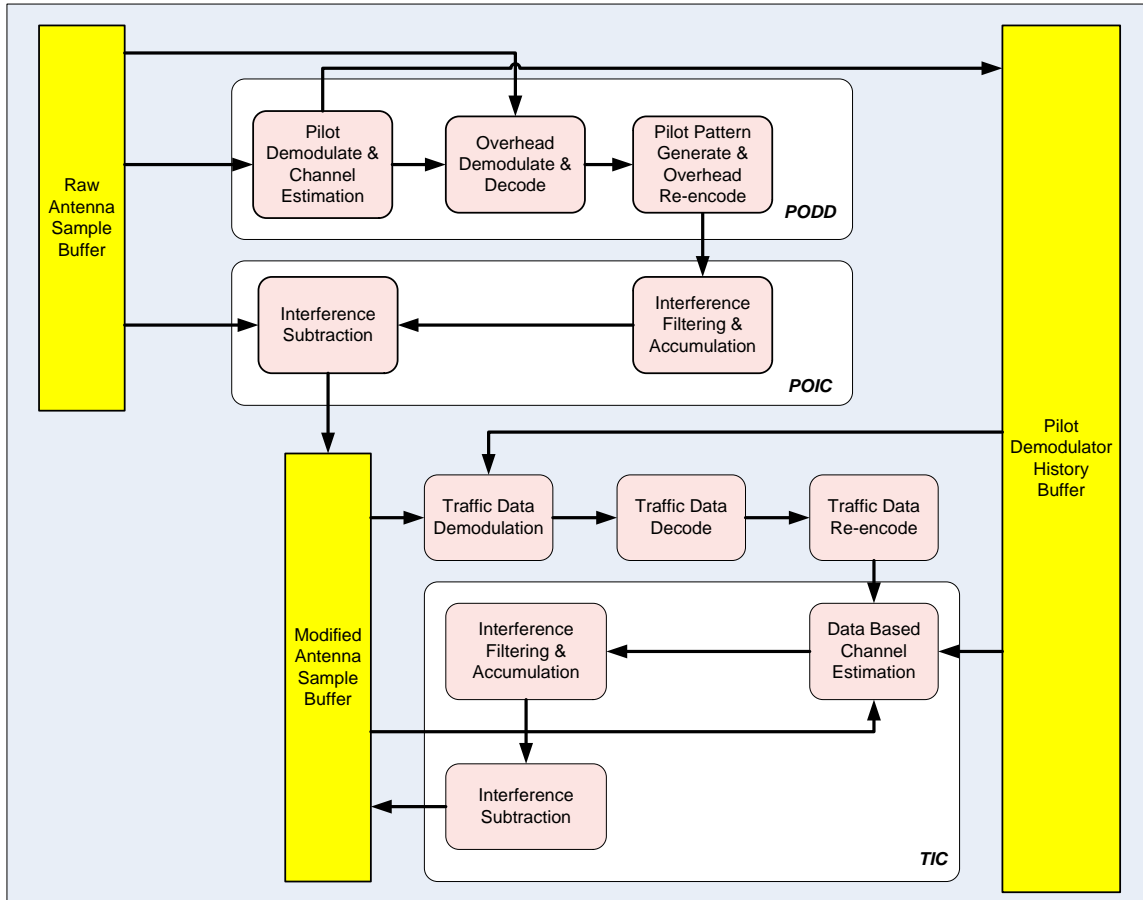 Raw
Antenna
Sample
Buffer
Pilot
Demodulate &
Channel
Estimation
Overhead
Demodulate &
Decode
Pilot Pattern
Generate &
Overhead
Re-encode
PODD
Interference
Subtraction
Interference
Filtering &
Accumulation
POIC
Pilot
Demodulator
History
Buffer
Modified
Antenna
Sample
Buffer
Traffic Data
Demodulation
Traffic Data
Decode
Traffic Data
Re-encode
Interference
Filtering &
Accumulation
Data Based
Channel
Estimation
Interference
Subtraction
TIC